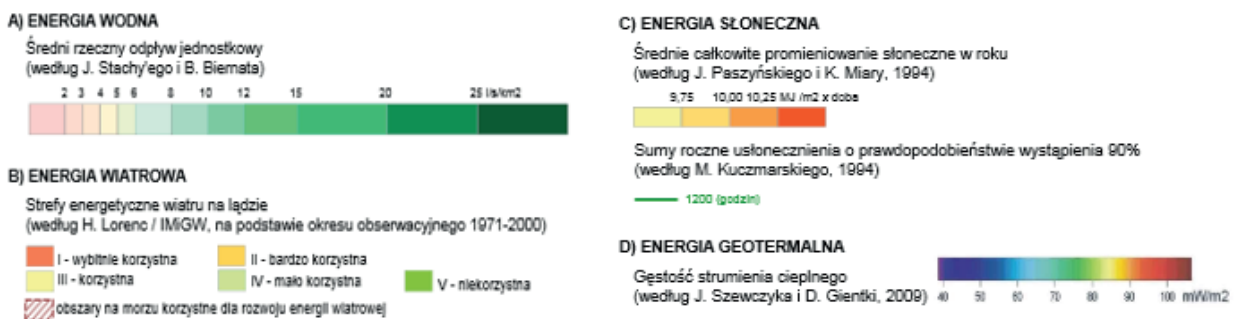 A) ENERGIA WODNA
Średni rzeczny odpływ jednostkowy
(według J. Stachy'ego i B. Biernata)
2 3 4 5 6 8 10 12 15 20 25 l/s/km2
B) ENERGIA WIATROWA
Strefy energetyczne wiatru na lądzie
(według H. Lorenc / IMiGW, na podstawie okresu obserwacyjnego 1971-2000)
I - wybitnie korzystna
II - bardzo korzystna
III - korzystna
IV - mało korzystna
V - niekorzystna
obszary na morzu korzystne dla rozwoju energii wiatrowej
C) ENERGIA SŁONECZNA
Średnie całkowite promieniowanie słoneczne w roku
(według J. Paszyńskiego i K. Miary, 1994)
9,75 10,00 10,25 MJ /m2 x doba
Sumy roczne usłonecznienia o prawdopodobieństwie wystąpienia 90%
(według M. Kuczmarskiego, 1994)
1200 (godzin)
D) ENERGIA GEOTERMALNA
Gęstość strumienia cieplnego
(według J. Szewczyka i D. Gientki, 2009)
40 50 60 70 80 90 100 mW/m2